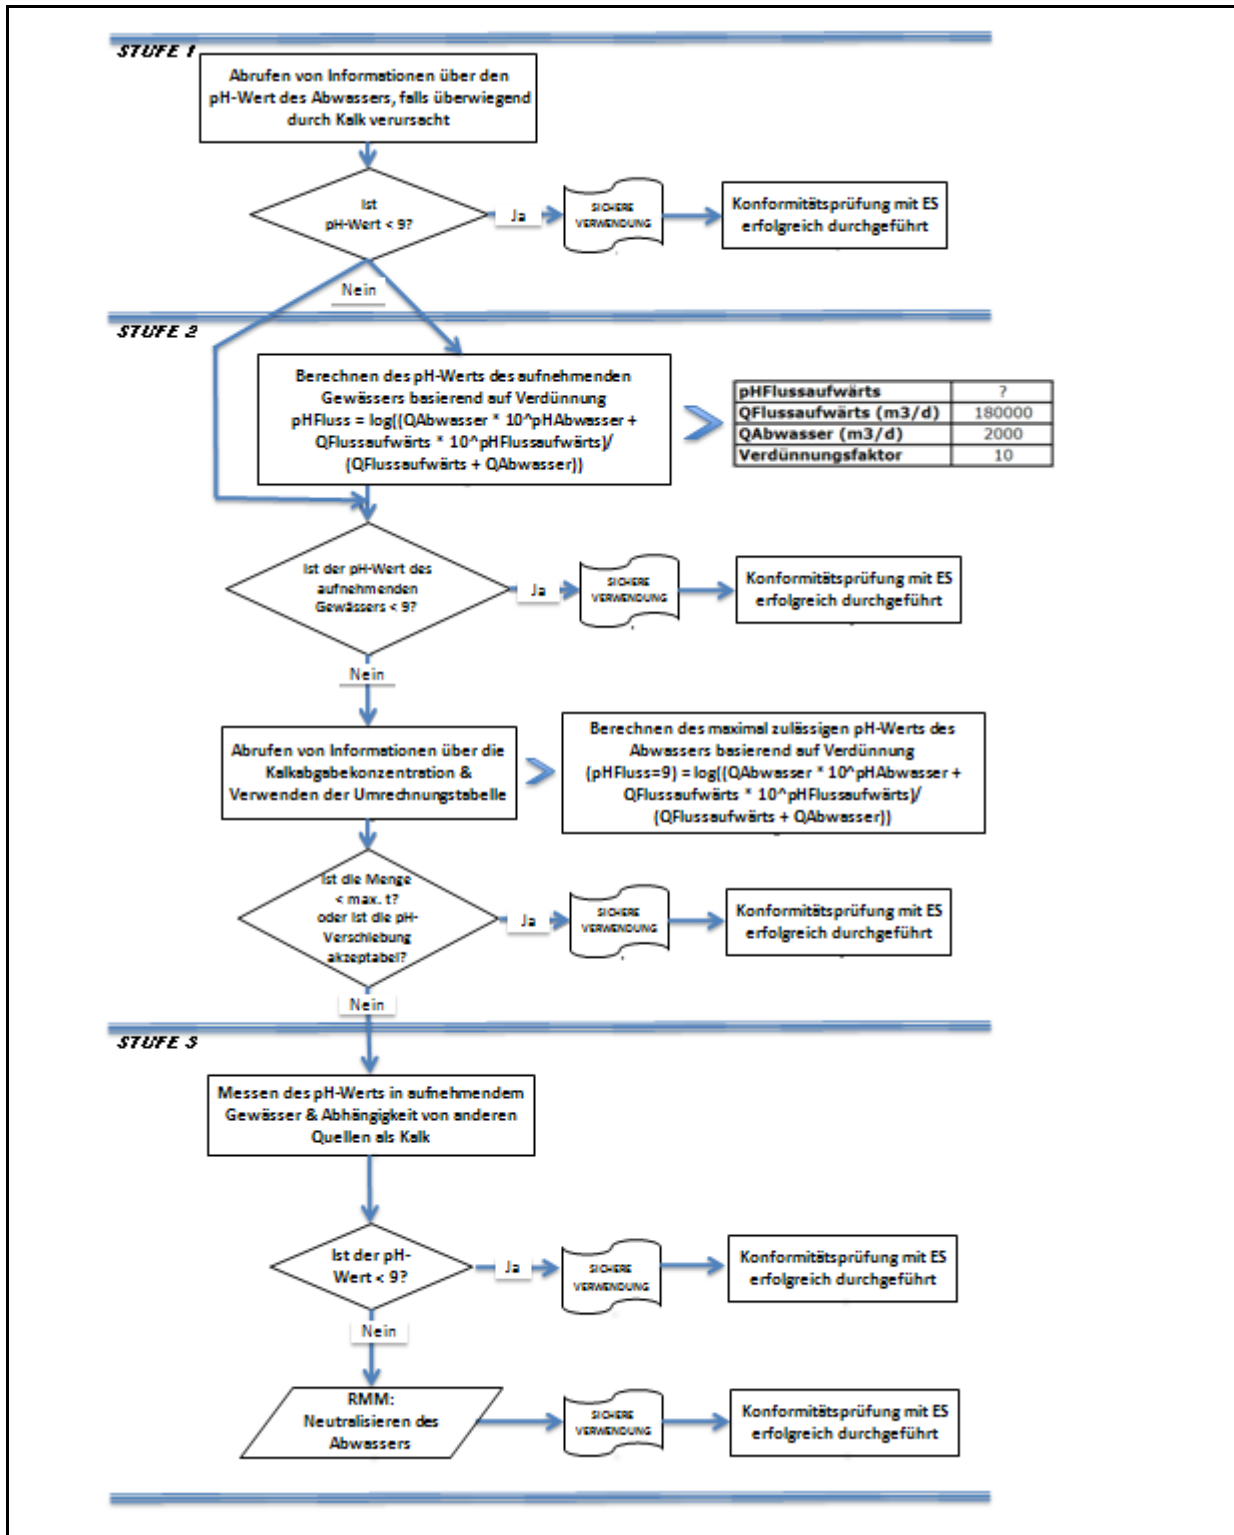 STUFE 1
Abrufen von Informationen über den
pH-Wert des Abwassers, falls überwiegend
durch Kalk verursacht
Ist
pH-Wert < 9?
Ja
SICHERE
VERWENDUNG
Konformitätsprüfung mit ES
erfolgreich durchgeführt
Nein
STUFE 2
Berechnen des pH-Werts des aufnehmenden
Gewässers basierend auf Verdünnung
pHFluss = log((QAbwasser * 10^pHAbwasser +
QFlussaufwärts * 10^pHFlussaufwärts)/
(QFlussaufwärts + QAbwasser))
pHFlussaufwärts ?
QFlussaufwärts (m3/d) 180000
QAbwasser (m3/d) 2000
Verdünnungsfaktor 10
Ist der pH-Wert des
aufnehmenden
Gewässers < 9?
Ja
SICHERE
VERWENDUNG
Konformitätsprüfung mit ES
erfolgreich durchgeführt
Nein
Abrufen von Informationen über die
Kalkabgabekonzentration &
Verwenden der Umrechnungstabelle
Berechnen des maximal zulässigen pH-Werts des
Abwassers basierend auf Verdünnung
(pHFluss=9) = log((QAbwasser * 10^pHAbwasser +
QFlussaufwärts * 10^pHFlussaufwärts)/
(QFlussaufwärts + QAbwasser))
Ist die Menge
< max. t?
oder ist die pH-
Verschiebung
akzeptabel?
Ja
SICHERE
VERWENDUNG
Konformitätsprüfung mit ES
erfolgreich durchgeführt
Nein
STUFE 3
Messen des pH-Werts in aufnehmendem
Gewässer & Abhängigkeit von anderen
Quellen als Kalk
Ist der pH-
Wert < 9?
Ja
SICHERE
VERWENDUNG
Konformitätsprüfung mit ES
erfolgreich durchgeführt
Nein
RMM:
Neutralisieren des
Abwassers
SICHERE
VERWENDUNG
Konformitätsprüfung mit ES
erfolgreich durchgeführt